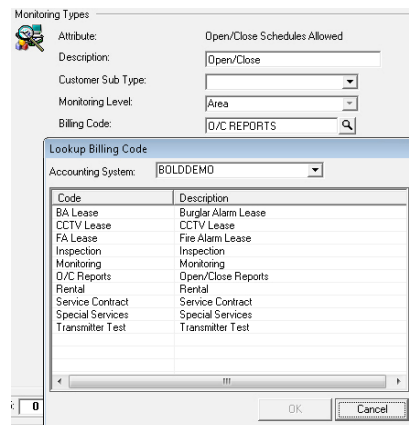 Monitoring Types
Attribute: Open/Close Schedules Allowed
Description: Open/Close
Customer Sub Type:
Monitoring Level: Area
Billing Code: O/C REPORTS
Lookup Billing Code
Accounting System: BOLDDEMO
Code Description
BA Lease Burglar Alarm Lease
CCTV Lease CCTV Lease
FA Lease Fire Alarm Lease
Inspection Inspection
Monitoring Monitoring
O/C Reports Open/Close Reports
Rental Rental
Service Contract Service Contract
Special Services Special Services
Transmitter Test Transmitter Test
0 OK Cancel